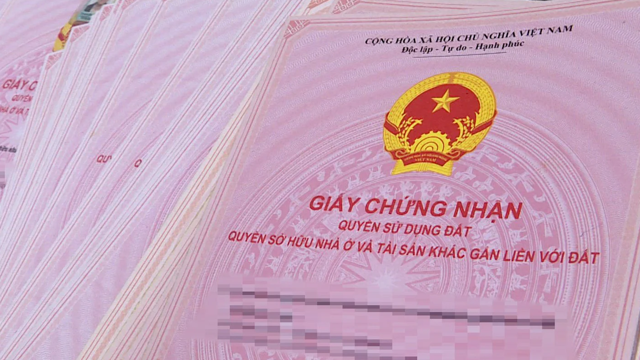 CỘNG HÒA XÃ HỘI CHỦ NGHĨA VIỆT NAM
Độc lập - Tự do - Hạnh phúc
GIẤY CHỨNG NHẬN
QUYỀN SỬ DỤNG ĐẤT
QUYỀN SỞ HỮU NHÀ Ở VÀ TÀI SẢN KHÁC GẮN LIỀN VỚI ĐẤT